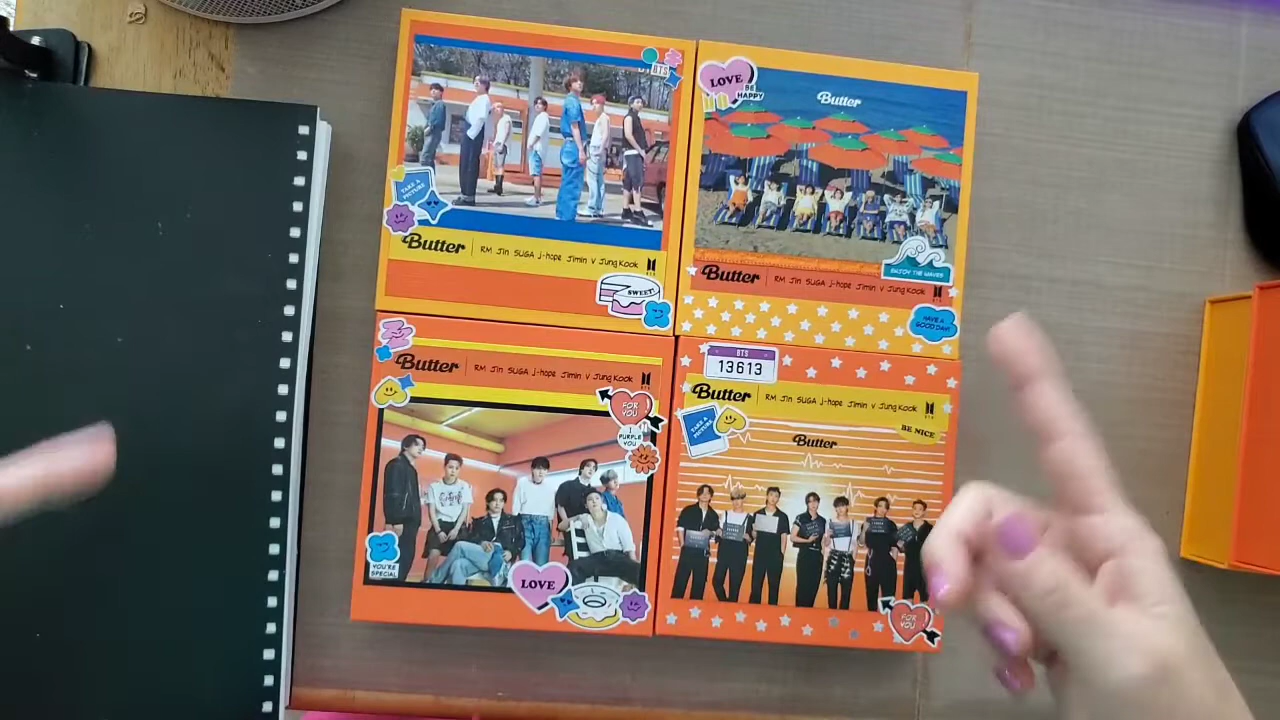 BTS
TAKE A
PICTURE
Butter RM Jin SUGA j-hope Jimin V Jung Kook
SWEET!
LOVE
BE
HAPPY
Butter
Butter RM Jin SUGA j-hope Jimin V Jung Kook
ENJOY THE WAVES
HAVE A
GOOD DAY!
Butter RM Jin SUGA j-hope Jimin V Jung Kook
FOR
YOU
I
PURPLE
YOU
YOU'RE
SPECIAL
LOVE
BTS
13613
Butter RM Jin SUGA j-hope Jimin V Jung Kook
BTS
TAKE A
PICTURE
BE NICE
Butter
FOR
YOU